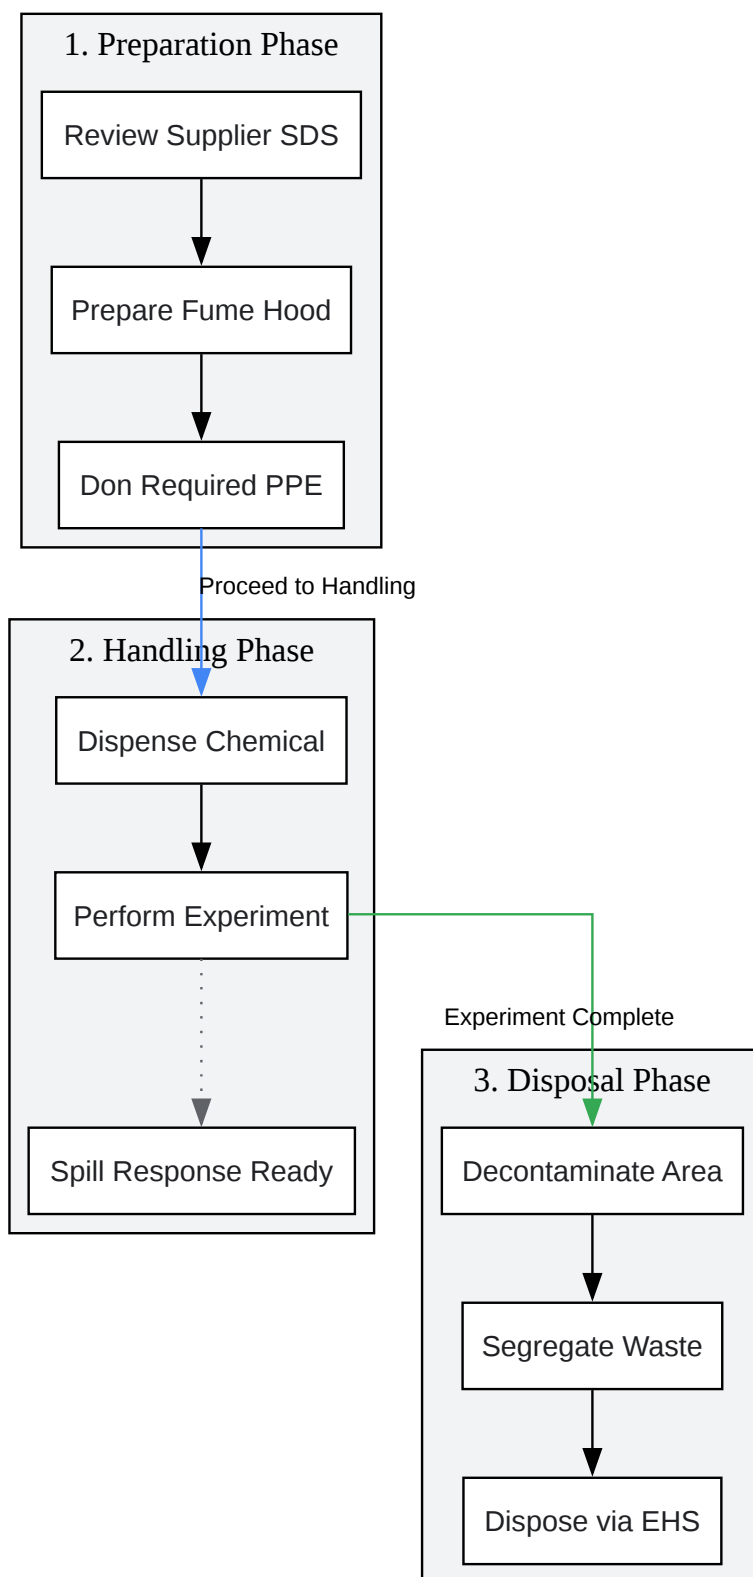 1. Preparation Phase
Review Supplier SDS
Prepare Fume Hood
Don Required PPE
Proceed to Handling
2. Handling Phase
Dispense Chemical
Perform Experiment
Spill Response Ready
Experiment Complete
3. Disposal Phase
Decontaminate Area
Segregate Waste
Dispose via EHS